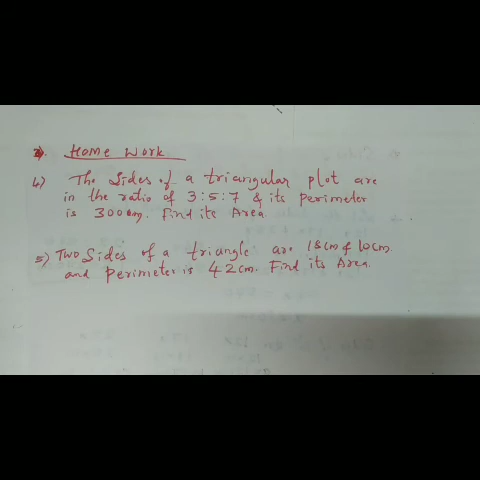 Home Work
4) The Sides of a triangular plot are
in the ratio of 3:5:7 & its perimeter
is 300m. Find its Area
5) Two Sides of a triangle are 18cm & 10cm.
and perimeter is 42cm. Find its Area.